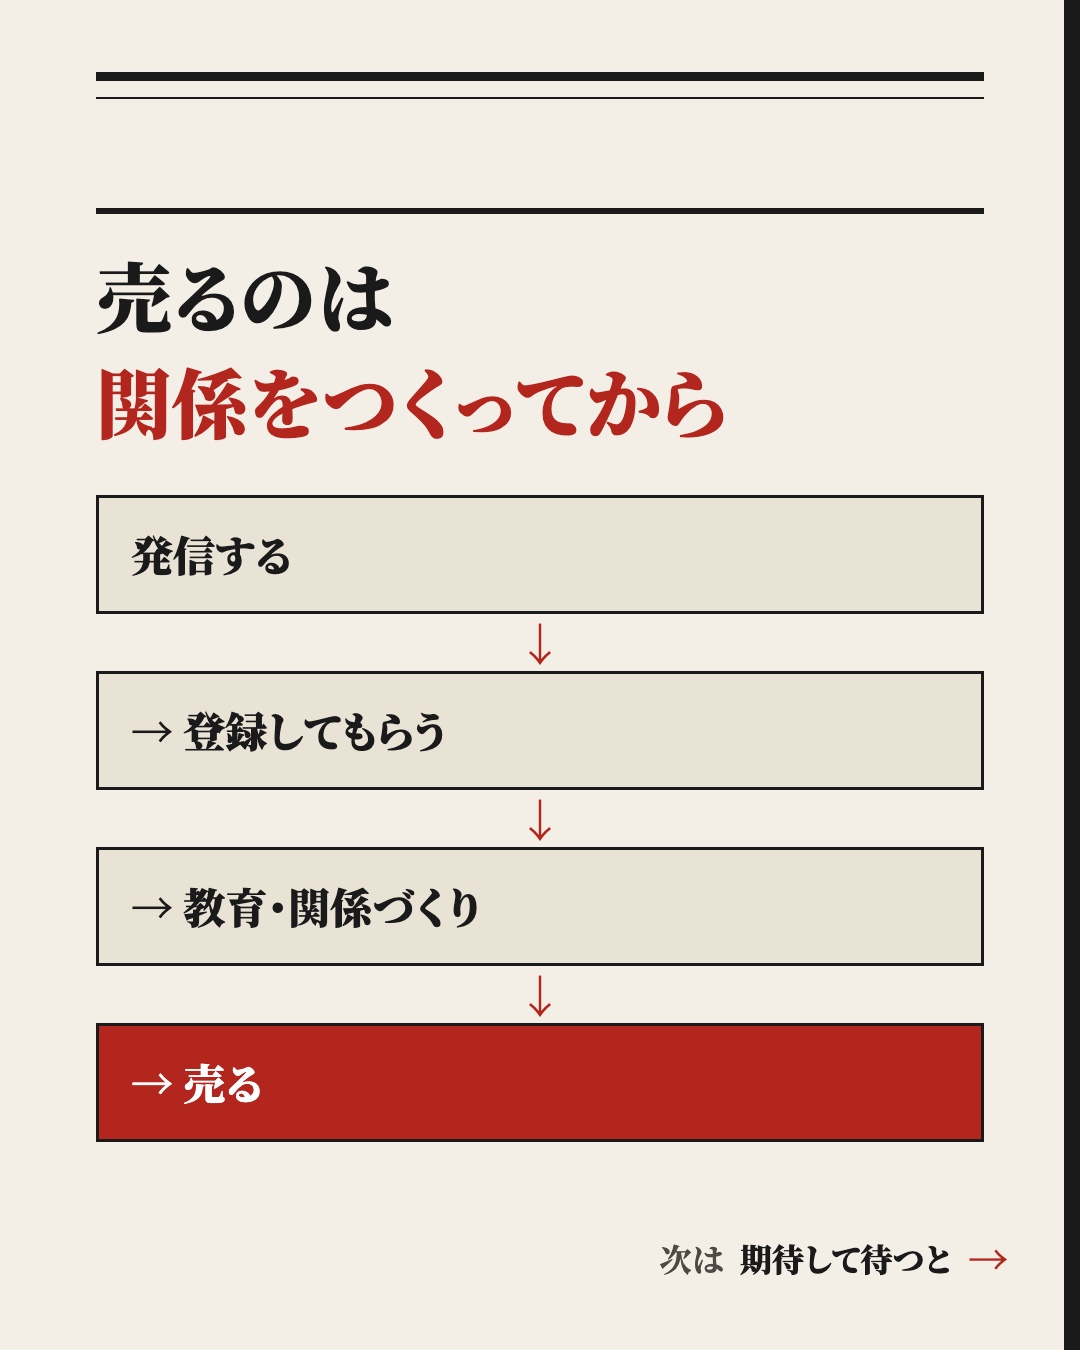 売るのは
関係をつくってから
発信する
↓
→ 登録してもらう
↓
→ 教育・関係づくり
↓
→ 売る
次は 期待して待つと →